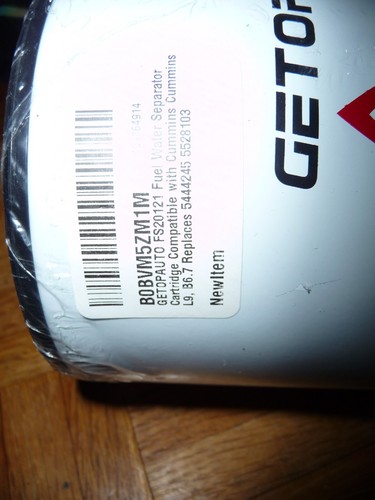 64914
B0BVM5ZM1M
GETOPAUTO FS20121 Fuel Water Separator
Cartridge Compatible with Cummins Cummins
L9, B6.7 Replaces 5444245 5528103
NewItem
GETOP